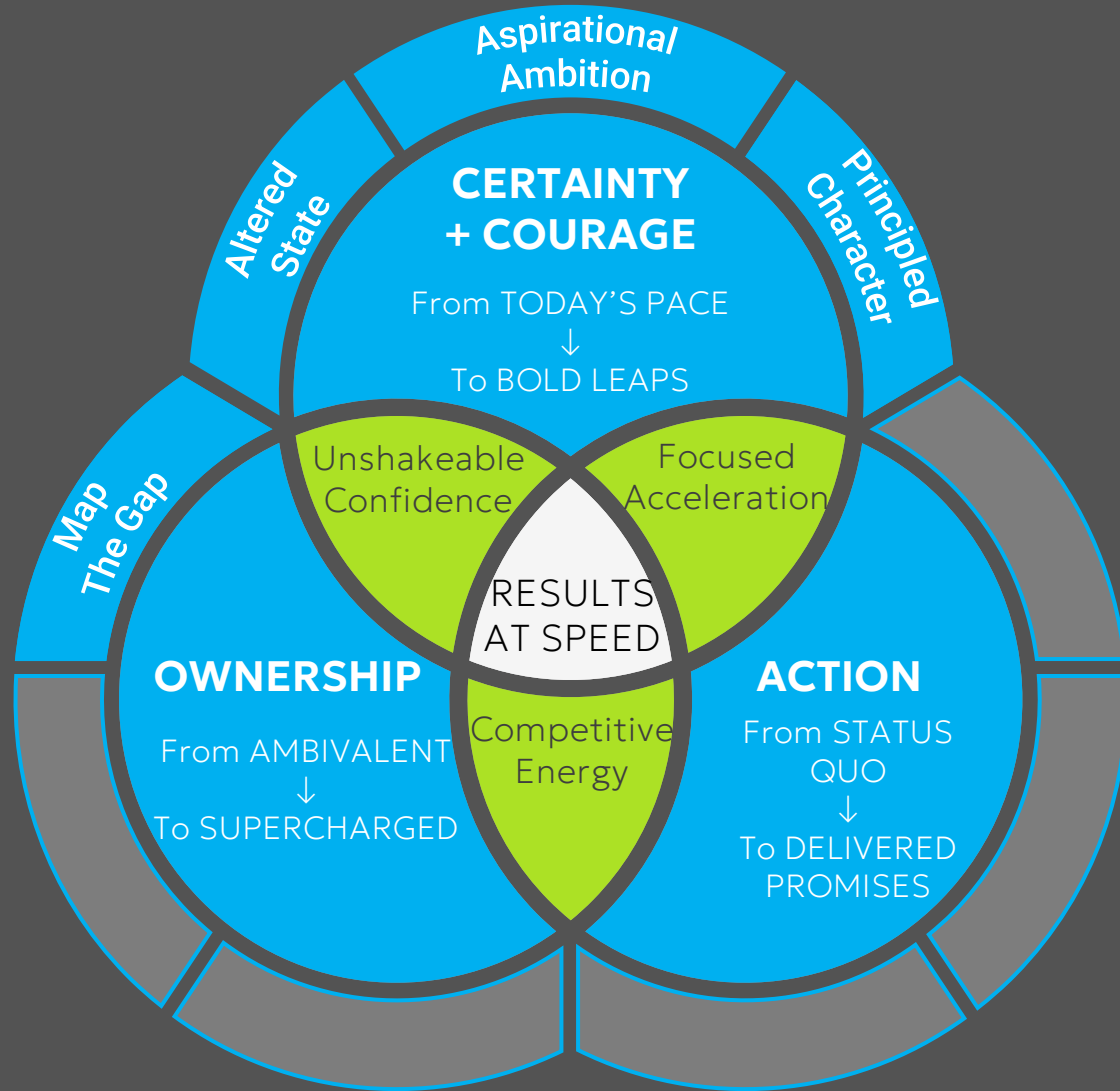 Aspirational
Ambition
Altered
State
Principled
Character
CERTAINTY
+ COURAGE
From TODAY’S PACE
↓
To BOLD LEAPS
Unshakeable
Confidence
Focused
Acceleration
Map
The Gap
RESULTS
AT SPEED
OWNERSHIP
From AMBIVALENT
↓
To SUPERCHARGED
Competitive
Energy
ACTION
From STATUS
QUO
↓
To DELIVERED
PROMISES